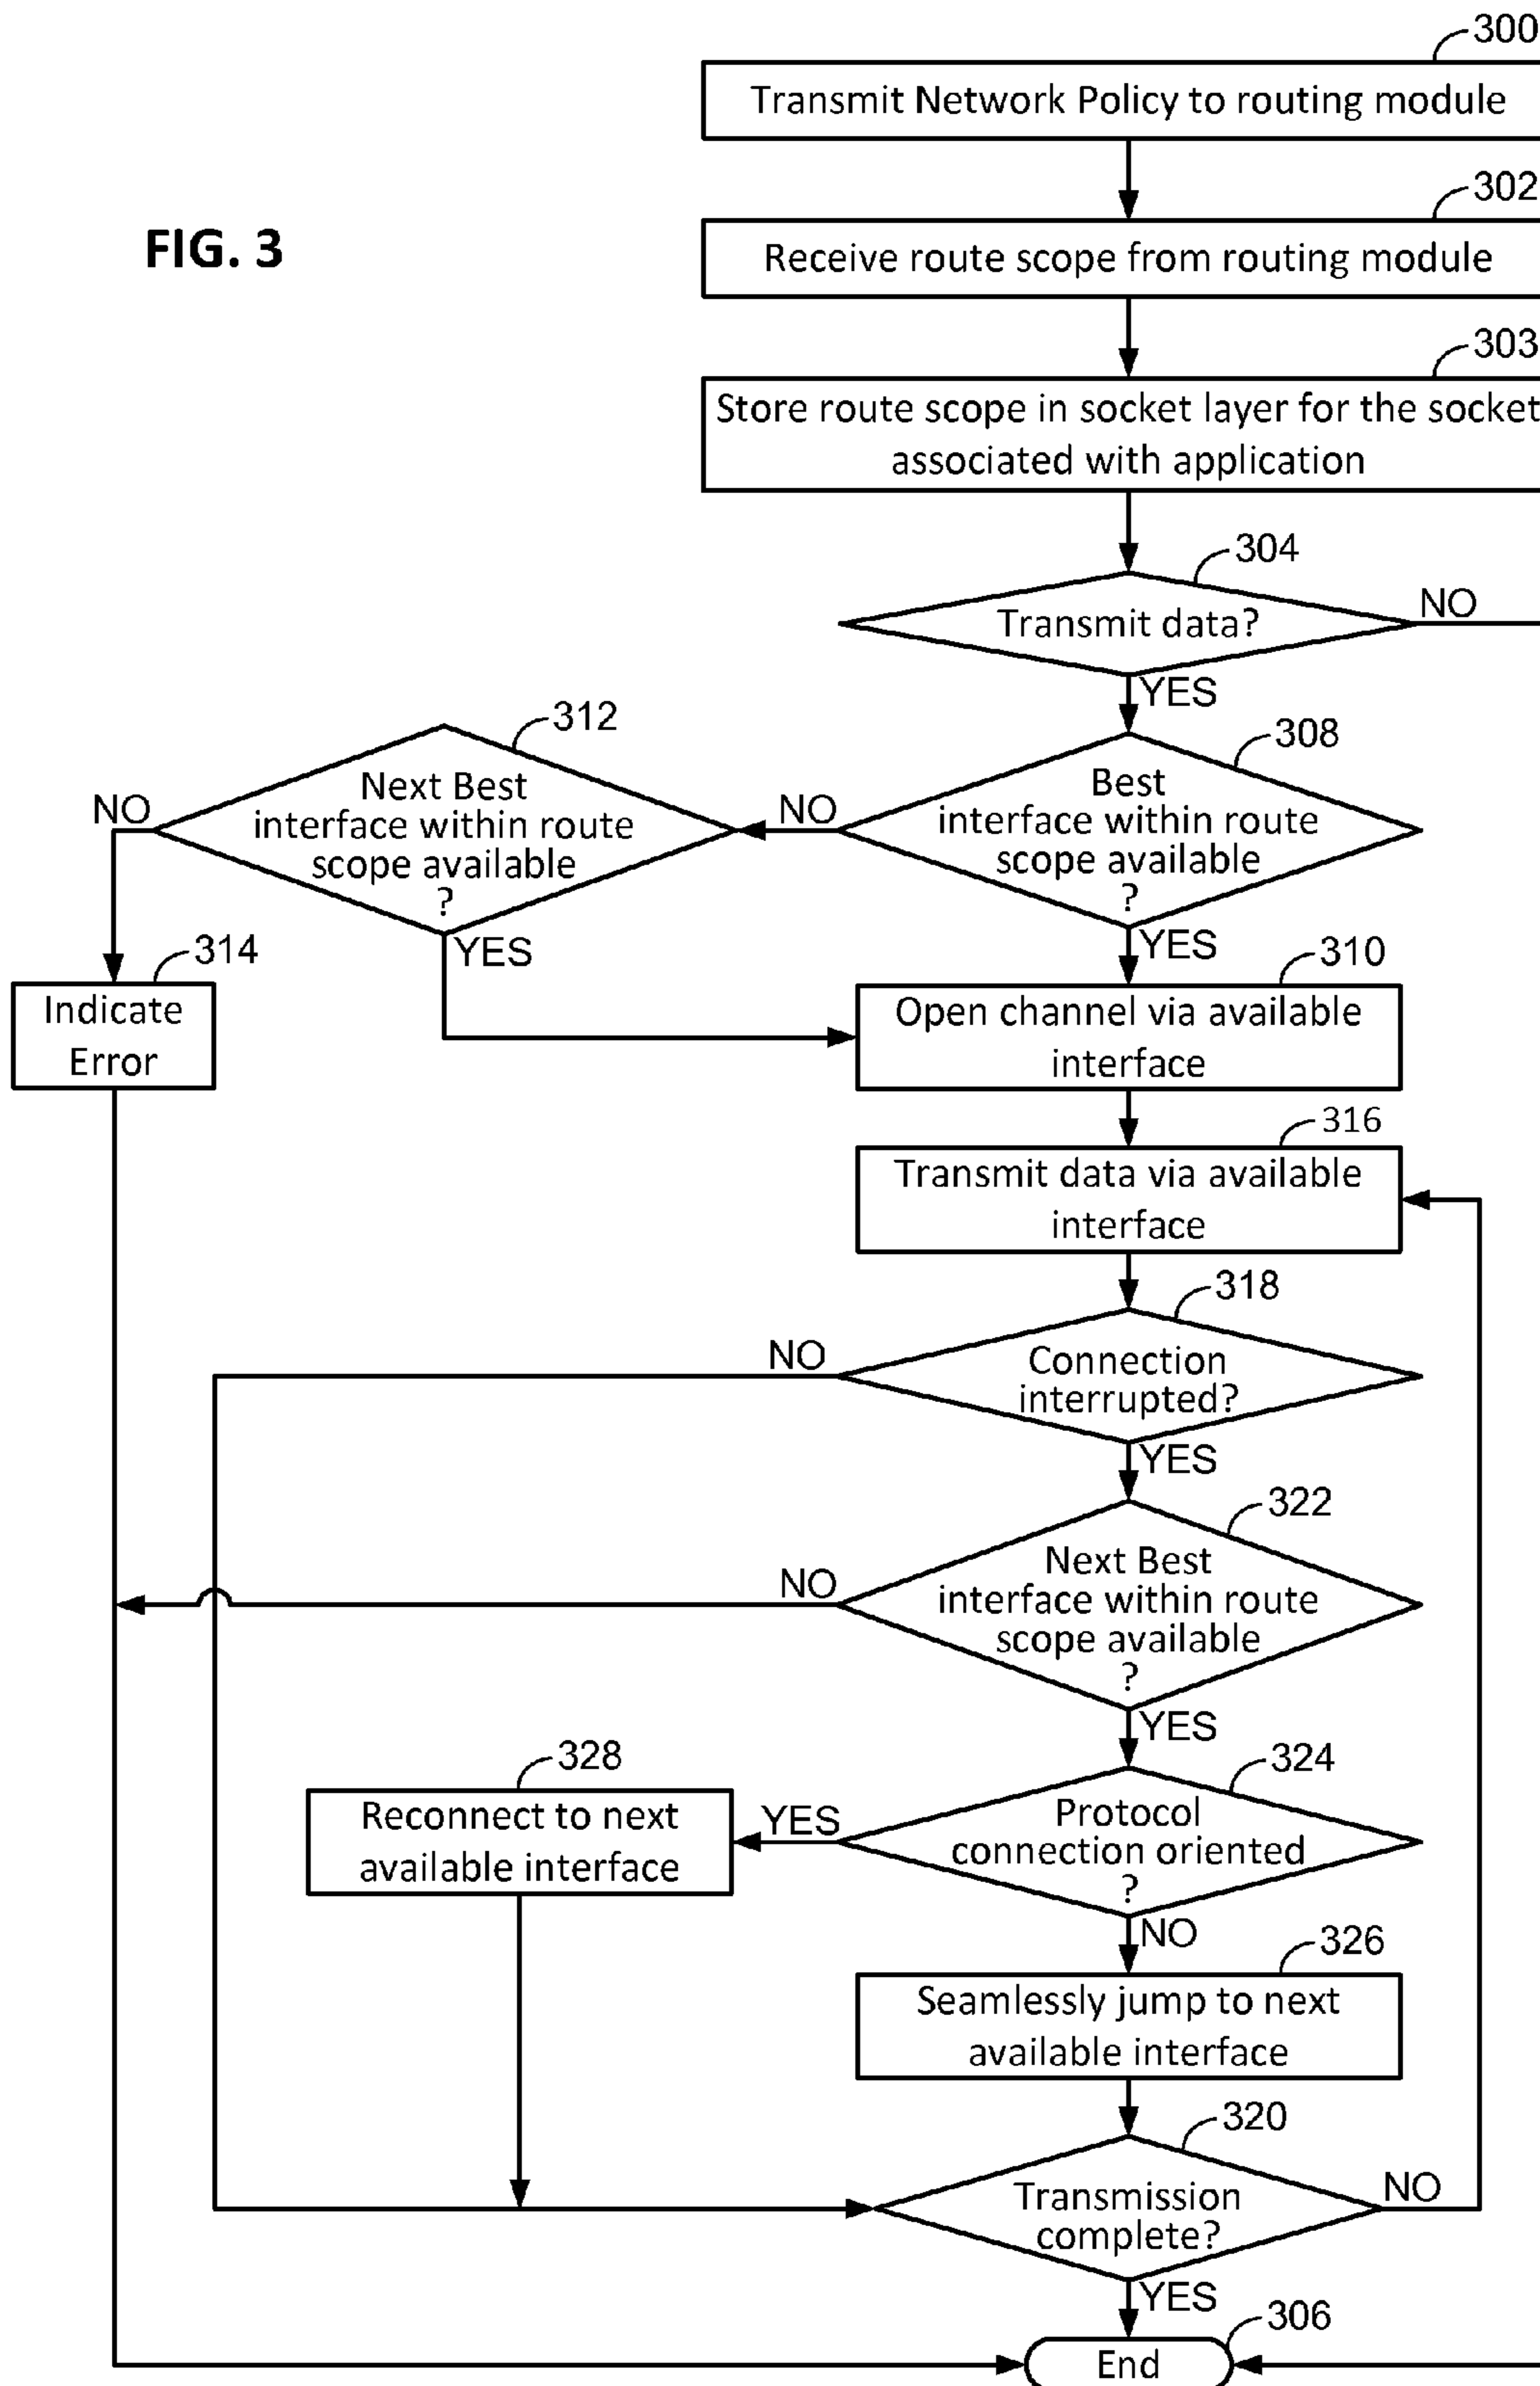 300
Transmit Network Policy to routing module
302
FIG. 3
Receive route scope from routing module
303
Store route scope in socket layer for the socket
associated with application
304
Transmit data?
NO
YES
312
308
Next Best
interface within route
scope available
?
NO
NO
Best
interface within route
scope available
?
YES
YES
314
Indicate
Error
310
Open channel via available
interface
316
Transmit data via available
interface
318
Connection
interrupted?
NO
YES
322
Next Best
interface within route
scope available
?
NO
YES
324
Protocol
connection oriented
?
YES
328
Reconnect to next
available interface
NO
326
Seamlessly jump to next
available interface
320
Transmission
complete?
NO
YES
306
End